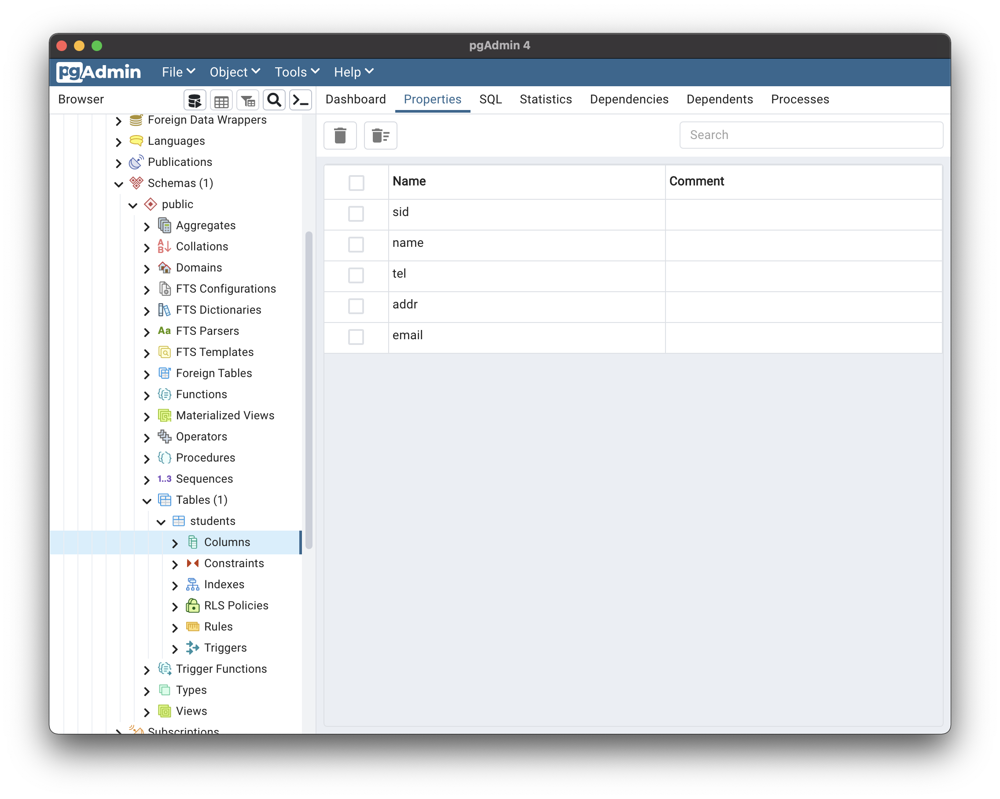 pgAdmin 4
pgAdmin File Object Tools Help
Browser
Dashboard Properties SQL Statistics Dependencies Dependents Processes
Foreign Data Wrappers
Languages
Publications
Schemas (1)
public
Aggregates
Collations
Domains
FTS Configurations
FTS Dictionaries
Aa FTS Parsers
FTS Templates
Foreign Tables
Functions
Materialized Views
Operators
Procedures
1..3 Sequences
Tables (1)
students
Columns
Constraints
Indexes
RLS Policies
Rules
Triggers
Trigger Functions
Types
Views
Subscriptions
Search
Name Comment
sid
name
tel
addr
email